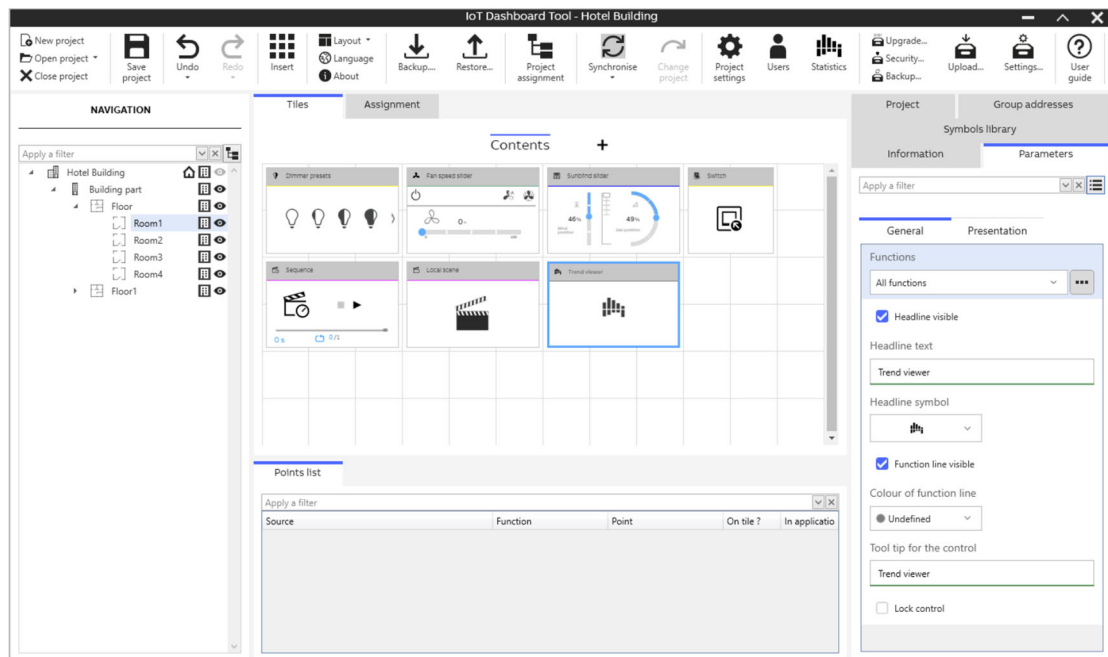 IoT Dashboard Tool - Hotel Building
New project
Open project
Close project
Save project
Undo
Redo
Insert
Layout
Language
About
Backup....
Restore...
Project assignment
Synchronise
Change project
Project settings
Users
Statistics
Upgrade...
Security...
Backup...
Upload...
Settings...
User guide
NAVIGATION
Apply a filter
Hotel Building
Building part
Floor
Room1
Room2
Room3
Room4
Floor1
Tiles
Assignment
Contents
+
Dimmer presets
Fan speed slider
Sunblind slider
Switch
0
46%
49%
Sequence
Local scene
Trend viewer
0 s
0 /1
Points list
Apply a filter
Source
Function
Point
On tile ?
In applicatio
Project
Group addresses
Symbols library
Information
Parameters
Apply a filter
General
Presentation
Functions
All functions
Headline visible
Headline text
Trend viewer
Headline symbol
Function line visible
Colour of function line
Undefined
Tool tip for the control
Trend viewer
Lock control